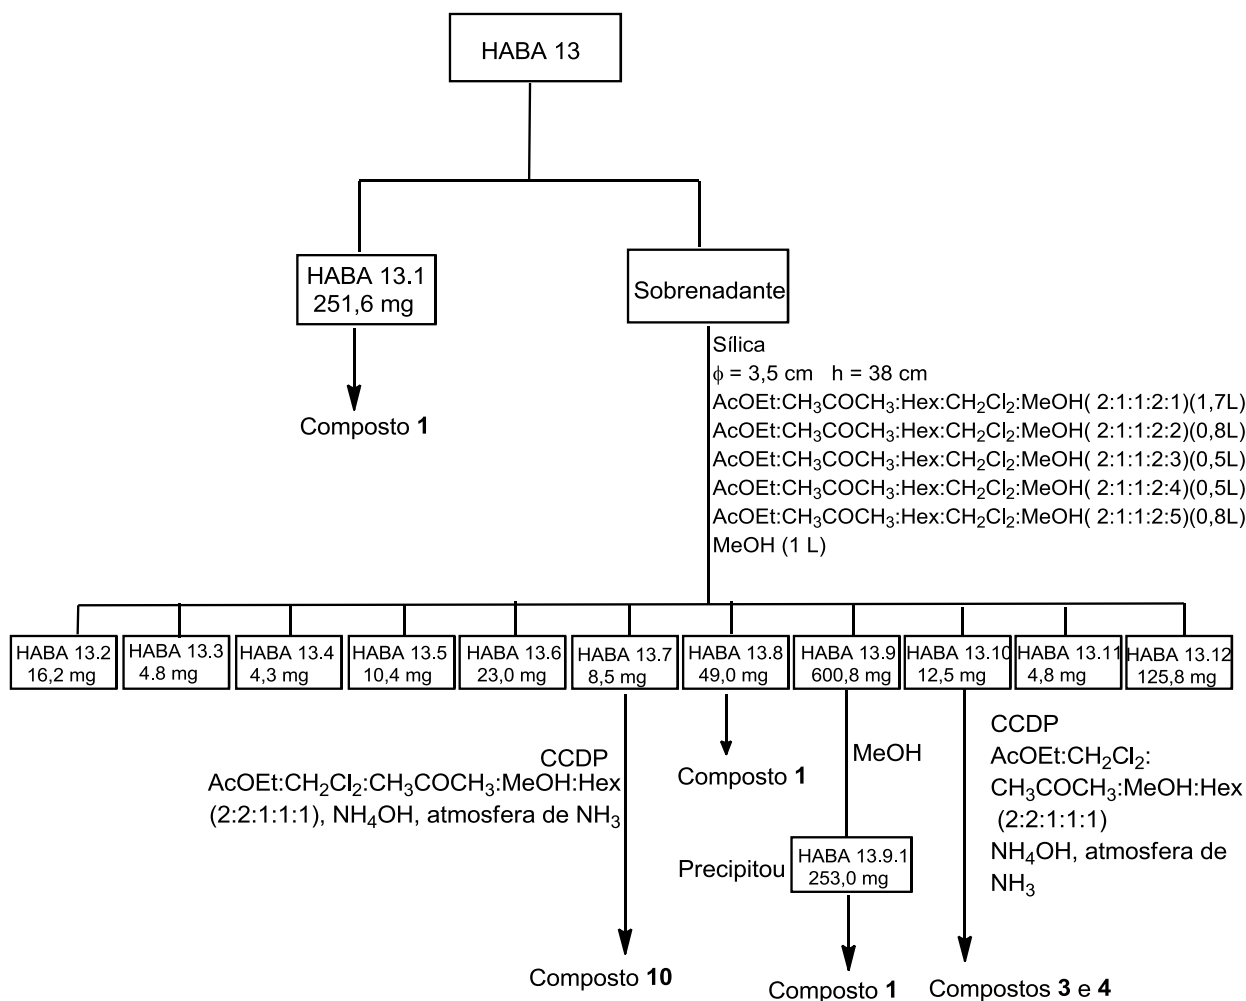 HABA 13
HABA 13.1
251,6 mg
Sobrenadante
Composto 1
Sílica
ϕ = 3,5 cm h = 38 cm
AcOEt:CH₃COCH₃:Hex:CH₂Cl₂:MeOH( 2:1:1:2:1)(1,7L)
AcOEt:CH₃COCH₃:Hex:CH₂Cl₂:MeOH( 2:1:1:2:2)(0,8L)
AcOEt:CH₃COCH₃:Hex:CH₂Cl₂:MeOH( 2:1:1:2:3)(0,5L)
AcOEt:CH₃COCH₃:Hex:CH₂Cl₂:MeOH( 2:1:1:2:4)(0,5L)
AcOEt:CH₃COCH₃:Hex:CH₂Cl₂:MeOH( 2:1:1:2:5)(0,8L)
MeOH (1 L)
HABA 13.2
16,2 mg
HABA 13.3
4.8 mg
HABA 13.4
4,3 mg
HABA 13.5
10,4 mg
HABA 13.6
23,0 mg
HABA 13.7
8,5 mg
HABA 13.8
49,0 mg
HABA 13.9
600,8 mg
HABA 13.10
12,5 mg
HABA 13.11
4,8 mg
HABA 13.12
125,8 mg
CCDP
AcOEt:CH₂Cl₂:CH₃COCH₃:MeOH:Hex
(2:2:1:1:1), NH₄OH, atmosfera de NH₃
Composto 10
Composto 1
MeOH
Precipitou
HABA 13.9.1
253,0 mg
Composto 1
CCDP
AcOEt:CH₂Cl₂:
CH₃COCH₃:MeOH:Hex
(2:2:1:1:1)
NH₄OH, atmosfera de
NH₃
Compostos 3 e 4